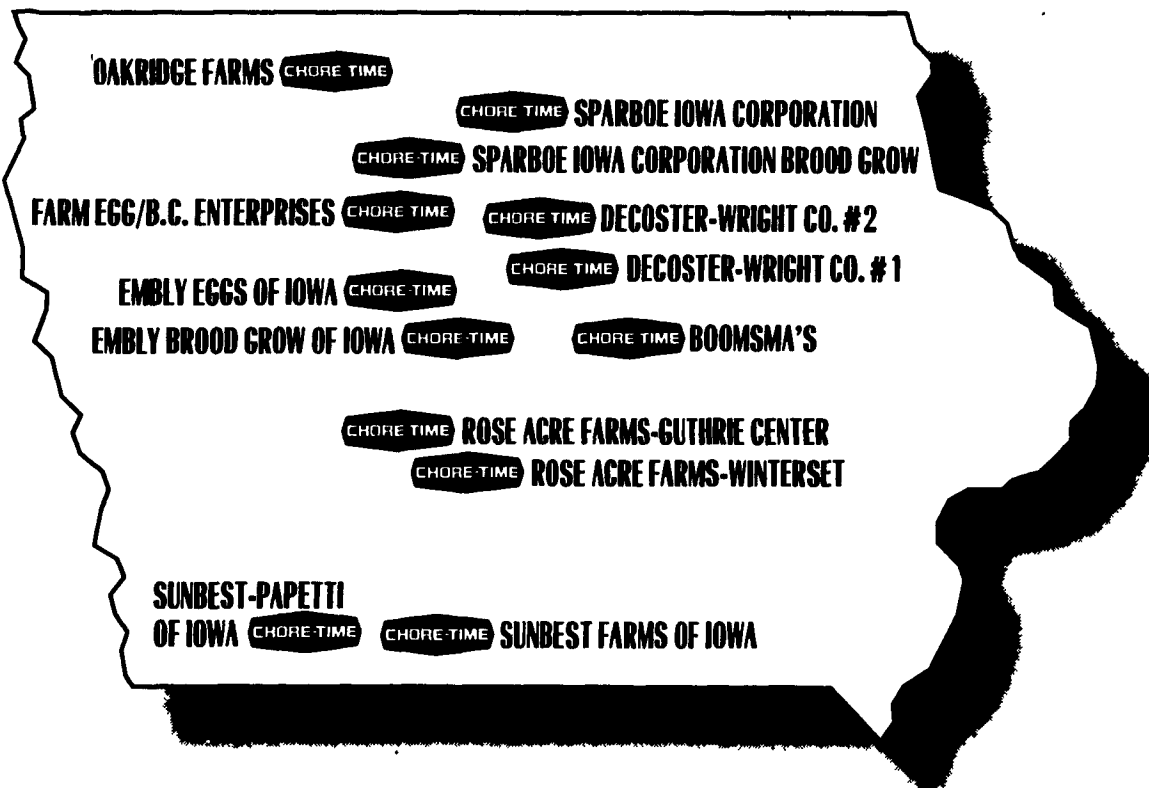 OAKRIDGE FARMS CHORE TIME
CHORE TIME SPARBOE IOWA CORPORATION
CHORE-TIME SPARBOE IOWA CORPORATION BROOD GROW
FARM EGG/B.C. ENTERPRISES CHORE TIME
CHORE TIME DECOSTER-WRIGHT CO. #2
CHORE TIME DECOSTER-WRIGHT CO. #1
EMBLY EGGS OF IOWA CHORE-TIME
EMBLY BROOD GROW OF IOWA CHORE-TIME CHORE TIME BOOMSMA'S
CHORE TIME ROSE ACRE FARMS-GUTHRIE CENTER
CHORE-TIME ROSE ACRE FARMS-WINTERSET
SUNBEST-PAPETTI
OF IOWA CHORE-TIME CHORE-TIME SUNBEST FARMS OF IOWA